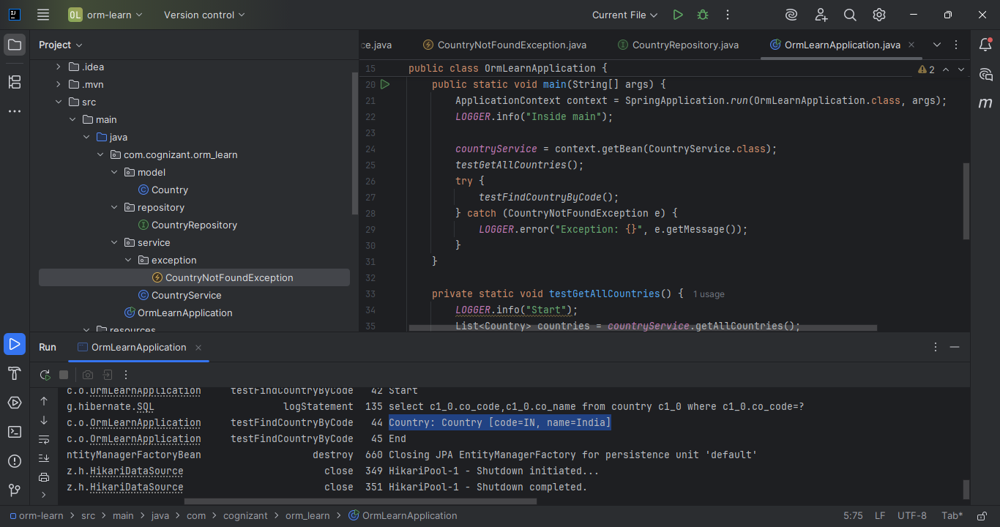 OL orm-learn Version control Current File
Project
.idea
.mvn
src
main
java
com.cognizant.orm_learn
model
Country
repository
CountryRepository
service
exception
CountryNotFoundException
CountryService
OrmLearnApplication
resources
ce.java CountryNotFoundException.java CountryRepository.java OrmLearnApplication.java
15 public class OrmLearnApplication { 2
20 public static void main(String[] args) {
21 ApplicationContext context = SpringApplication.run(OrmLearnApplication.class, args);
22 LOGGER.info("Inside main");
23
24 countryService = context.getBean(CountryService.class);
25 testGetAllCountries();
26 try {
27 testFindCountryByCode();
28 } catch (CountryNotFoundException e) {
29 LOGGER.error("Exception: {}", e.getMessage());
30 }
31 }
32
33 private static void testGetAllCountries() { 1 usage
34 LOGGER.info("Start");
35 List<Country> countries = countryService.getAllCountries();
m
Run OrmLearnApplication
c.o.OrmLearnApplication testFindCountryByCode 42 Start
g.hibernate.SQL logStatement 135 select c1_0.co_code,c1_0.co_name from country c1_0 where c1_0.co_code=?
c.o.OrmLearnApplication testFindCountryByCode 44 Country: Country [code=IN, name=India]
c.o.OrmLearnApplication testFindCountryByCode 45 End
ntityManagerFactoryBean destroy 660 Closing JPA EntityManagerFactory for persistence unit 'default'
z.h.HikariDataSource close 349 HikariPool-1 - Shutdown initiated...
z.h.HikariDataSource close 351 HikariPool-1 - Shutdown completed.
orm-learn > src > main > java > com > cognizant > orm_learn > OrmLearnApplication 5:75 LF UTF-8 Tab*